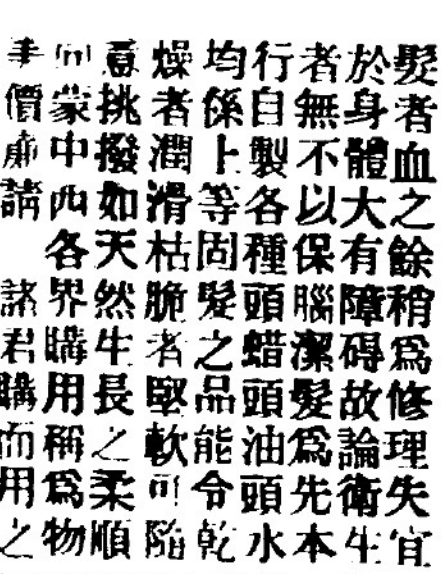 髮者血之餘稍爲修理失宜
於身體大有障碍故論衛生
者無不以保腦潔髮爲先本
行自製各種頭蜡頭油頭水
均係上等固髮之品能令乾
燥者潤滑枯脆者堅軟可隨
意挑撥如天然生長之柔順
向蒙中西各界購用稱爲物
價廉請 諸君購而用之